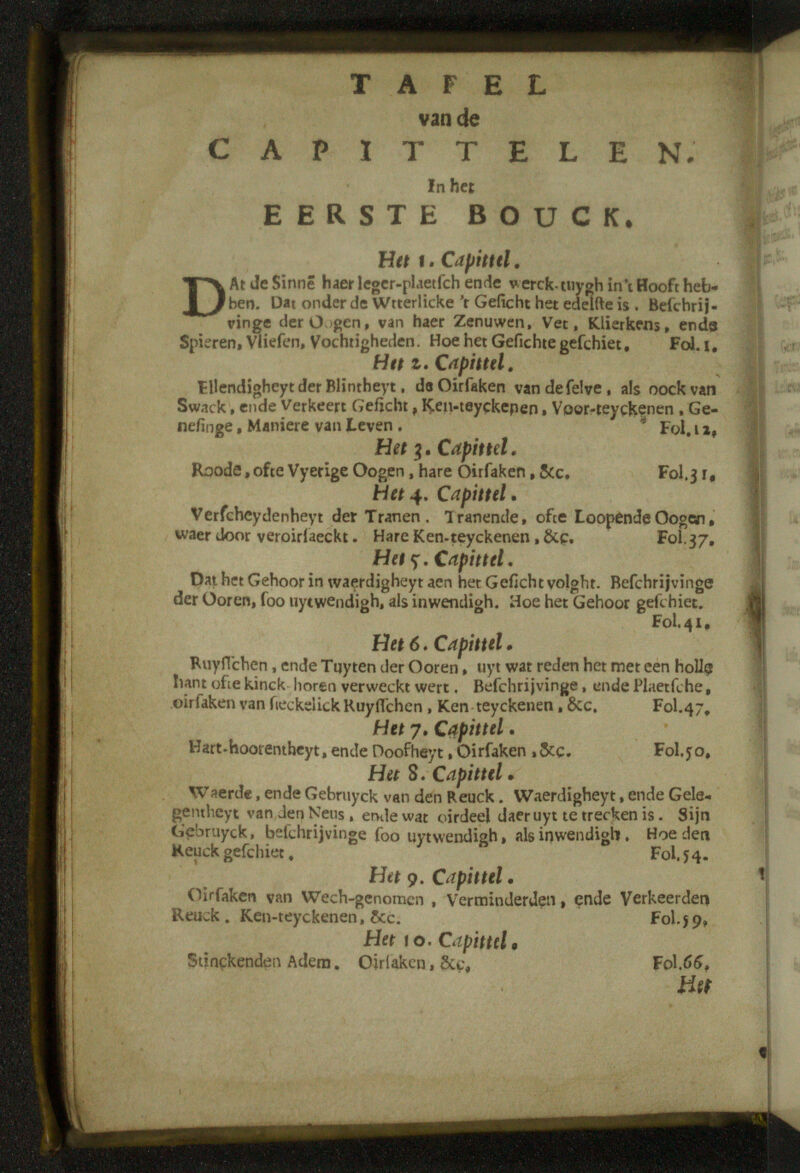 TAFEL
van de
CAPITTELEN.
In het
EERSTE BOUCK.
Het 1. Capittel.
DAt de Sinnē haer leger-plaetſch ende werck-tuygh in't Hooft heb-
ben. Dat onder de Wtterlicke 't Geſicht het edelſte is. Beſchrij-
vinge der Oogen, van haer Zenuwen, Vet, Klierkens, ende
Spieren, Vlieſen, Vochtigheden. Hoe het Geſichte geſchiet. Fol. 1.
Het 2. Capittel.
Ellendigheyt der Blintheyt, de Oirſaken van de ſelve, als oock van
Swack, ende Verkeert Geſicht, Ken-teyckenen, Voor-teyckenen, Ge-
neſinge, Maniere van Leven. Fol. 12.
Het 3. Capittel.
Roode, ofte Vyerige Oogen, hare Oirſaken, &c. Fol. 31.
Het 4. Capittel.
Verſcheydenheyt der Tranen. Tranende, ofte Loopende Oogen,
waer door veroirſaeckt. Hare Ken-teyckenen, &c. Fol. 37.
Het 5. Capittel.
Dat het Gehoor in waerdigheyt aen het Geſicht volght. Beſchrijvinge
der Ooren, ſoo uytwendigh, als inwendigh. Hoe het Gehoor geſchiet.
Fol. 41.
Het 6. Capittel.
Ruyſſchen, ende Tuyten der Ooren, uyt wat reden het met een holle
hant ofte kinck-horen verweckt wert. Beſchrijvinge, ende Plaetſche,
oirſaken van ſieckelick Ruyſſchen, Ken-teyckenen, &c. Fol. 47.
Het 7. Capittel.
Hart-hoorentheyt, ende Doofheyt, Oirſaken, &c. Fol. 50.
Het 8. Capittel.
Waerde, ende Gebruyck van den Reuck. Waerdigheyt, ende Gele-
gentheyt van den Neus, ende wat oirdeel daer uyt te trecken is. Sijn
Gebruyck, beſchrijvinge ſoo uytwendigh, als inwendigh. Hoe den
Reuck geſchiet. Fol. 54.
Het 9. Capittel.
Oirſaken van Wech-genomen, Verminderden, ende Verkeerden
Reuck. Ken-teyckenen, &c. Fol. 59.
Het 10. Capittel.
Stinckenden Adem. Oirſaken, &c. Fol. 66.
Het